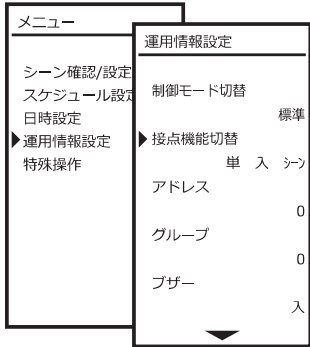 メニュー
シーン確認/設定
スケジュール設定
日時設定
運用情報設定
特殊操作
運用情報設定
制御モード切替
標準
接点機能切替
単 入 シーン
アドレス
0
グループ
0
ブザー
入